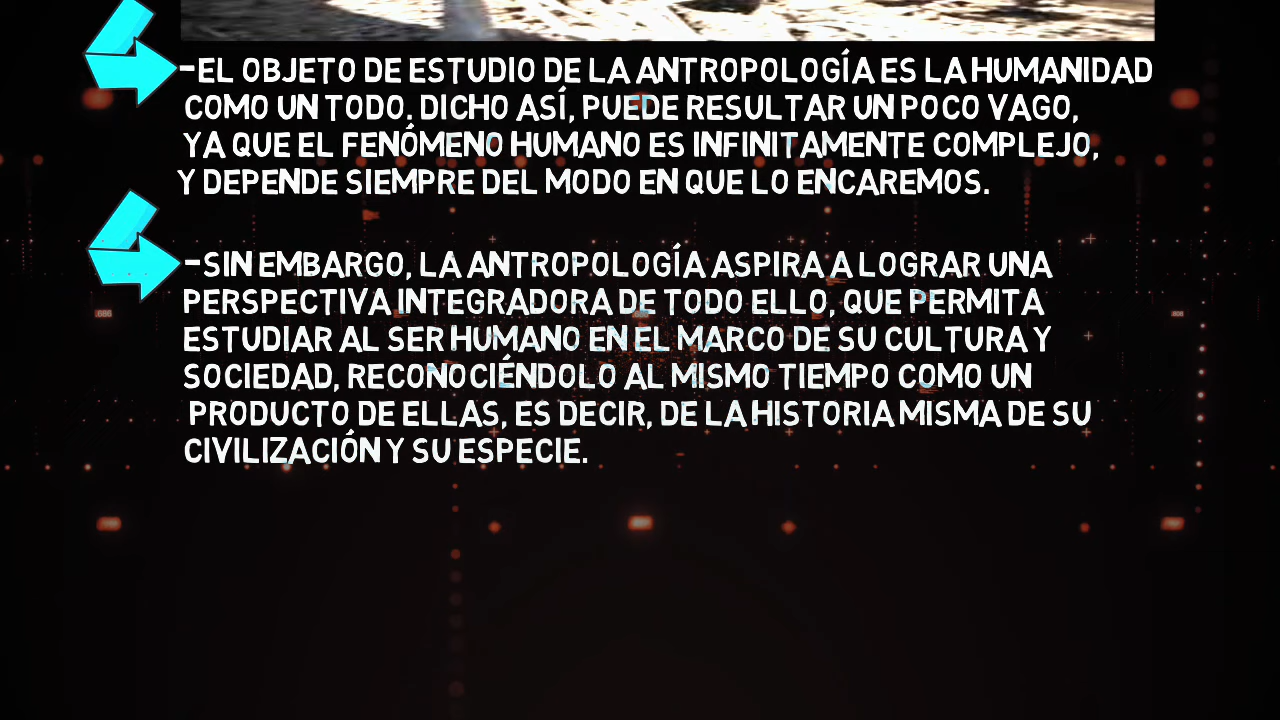 -EL OBJETO DE ESTUDIO DE LA ANTROPOLOGÍA ES LA HUMANIDAD
COMO UN TODO. DICHO ASÍ, PUEDE RESULTAR UN POCO VAGO,
YA QUE EL FENÓMENO HUMANO ES INFINITAMENTE COMPLEJO,
Y DEPENDE SIEMPRE DEL MODO EN QUE LO ENCAREMOS.
-SIN EMBARGO, LA ANTROPOLOGÍA ASPIRA A LOGRAR UNA
PERSPECTIVA INTEGRADORA DE TODO ELLO, QUE PERMITA
ESTUDIAR AL SER HUMANO EN EL MARCO DE SU CULTURA Y
SOCIEDAD, RECONOCIÉNDOLO AL MISMO TIEMPO COMO UN
PRODUCTO DE ELLAS, ES DECIR, DE LA HISTORIA MISMA DE SU
CIVILIZACIÓN Y SU ESPECIE.